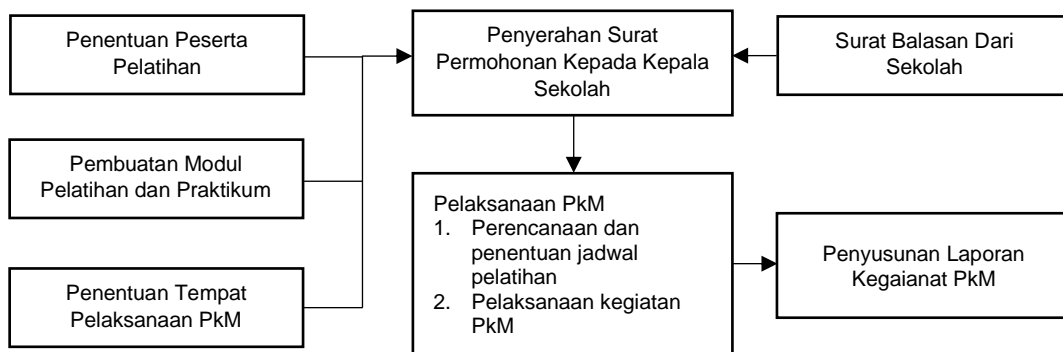 Penentuan Peserta
Pelatihan
Pembuatan Modul
Pelatihan dan Praktikum
Penentuan Tempat
Pelaksanaan PkM
Penyerahan Surat
Permohonan Kepada Kepala
Sekolah
Surat Balasan Dari
Sekolah
Pelaksanaan PkM
1. Perencanaan dan
penentuan jadwal
pelatihan
2. Pelaksanaan kegiatan
PkM
Penyusunan Laporan
Kegaianat PkM